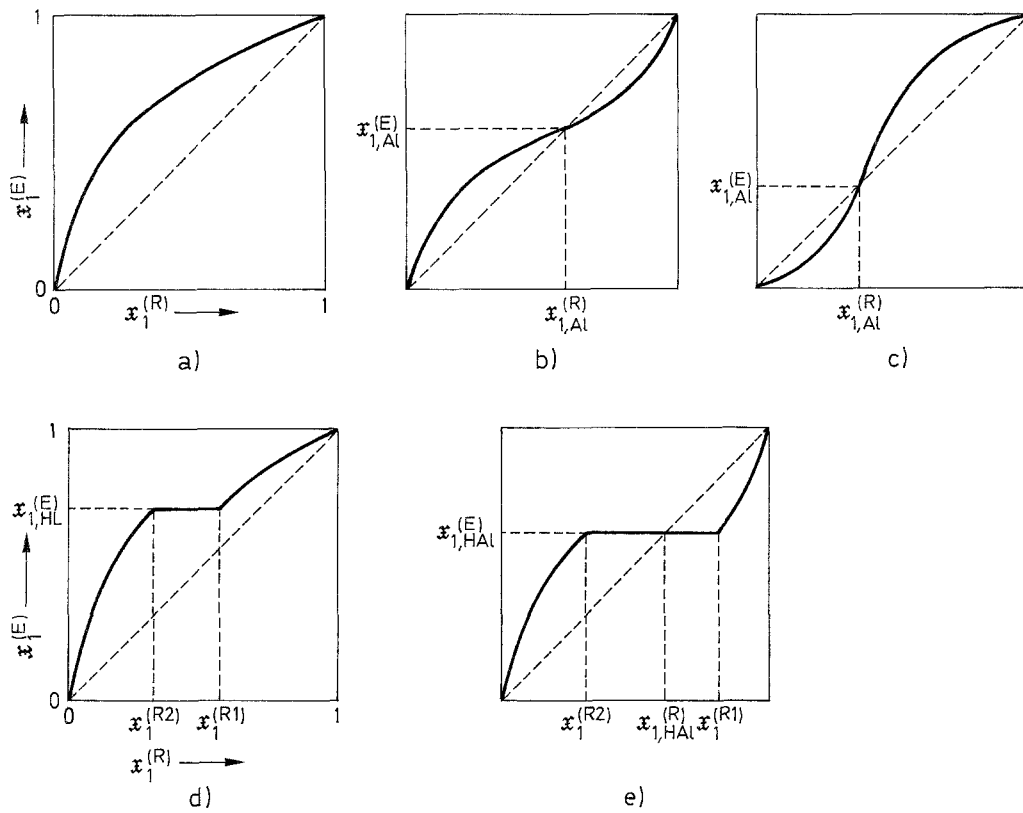 1
x₁^(E) →
0
0
x₁^(R) →
1
a)
x₁,Al^(E)
x₁,Al^(R)
b)
x₁,Al^(E)
x₁,Al^(R)
c)
1
x₁,HL^(E)
x₁^(E) →
0
0
x₁^(R2) x₁^(R1) 1
x₁^(R) →
d)
x₁,HAl^(E)
x₁^(R2) x₁,HAl^(R) x₁^(R1)
e)